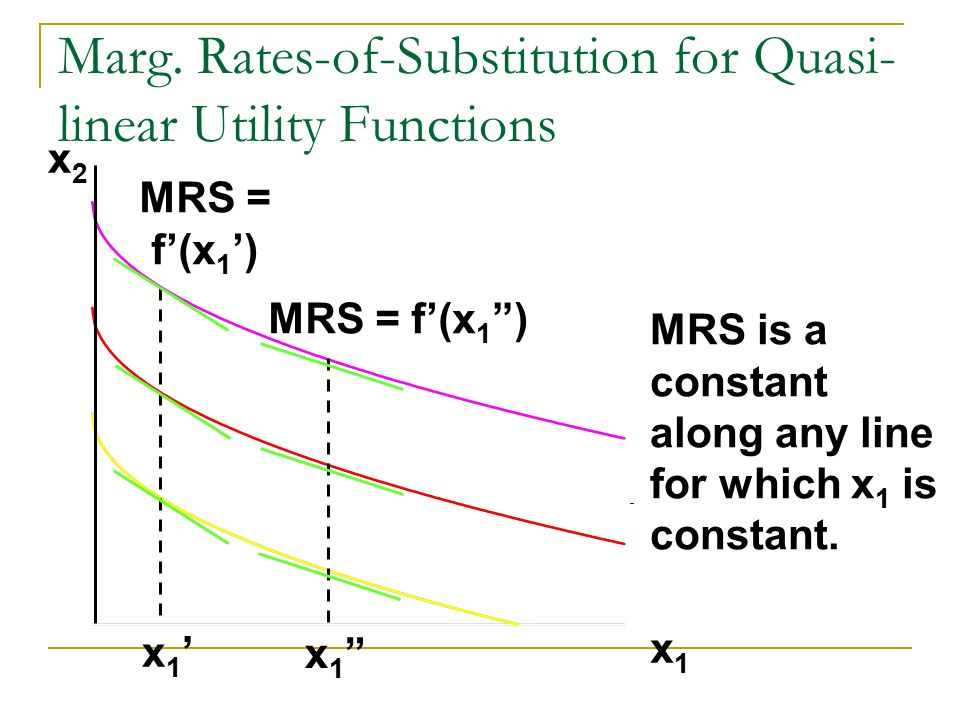 Marg. Rates-of-Substitution for Quasi-
linear Utility Functions
x₂
MRS =
f’(x₁’)
MRS = f’(x₁”)
MRS is a
constant
along any line
for which x₁ is
constant.
x₁’
x₁”
x₁